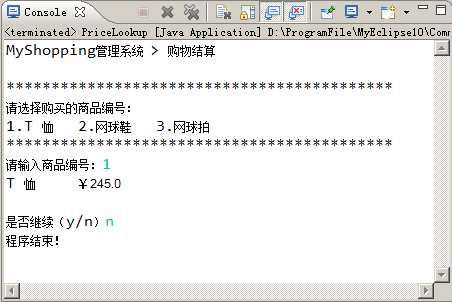 Console
<terminated> PriceLookup [Java Application] D:\ProgramFile\MyEclipse10\Com
MyShopping管理系统 > 购物结算
*******************************************
请选择购买的商品编号：
1.T 恤   2.网球鞋   3.网球拍
*******************************************
请输入商品编号：1
T 恤     ￥245.0
是否继续（y/n）n
程序结束！